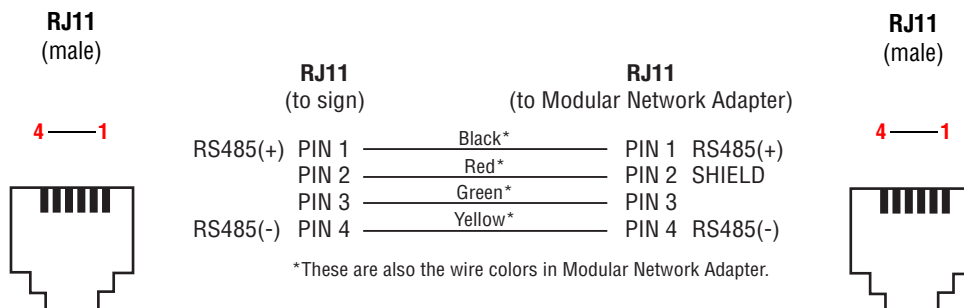 RJ11
(male)
4 1
RJ11
(to sign)
RJ11
(to Modular Network Adapter)
RS485(+) PIN 1 Black* PIN 1 RS485(+)
PIN 2 Red* PIN 2 SHIELD
PIN 3 Green* PIN 3
RS485(-) PIN 4 Yellow* PIN 4 RS485(-)
*These are also the wire colors in Modular Network Adapter.
RJ11
(male)
4 1